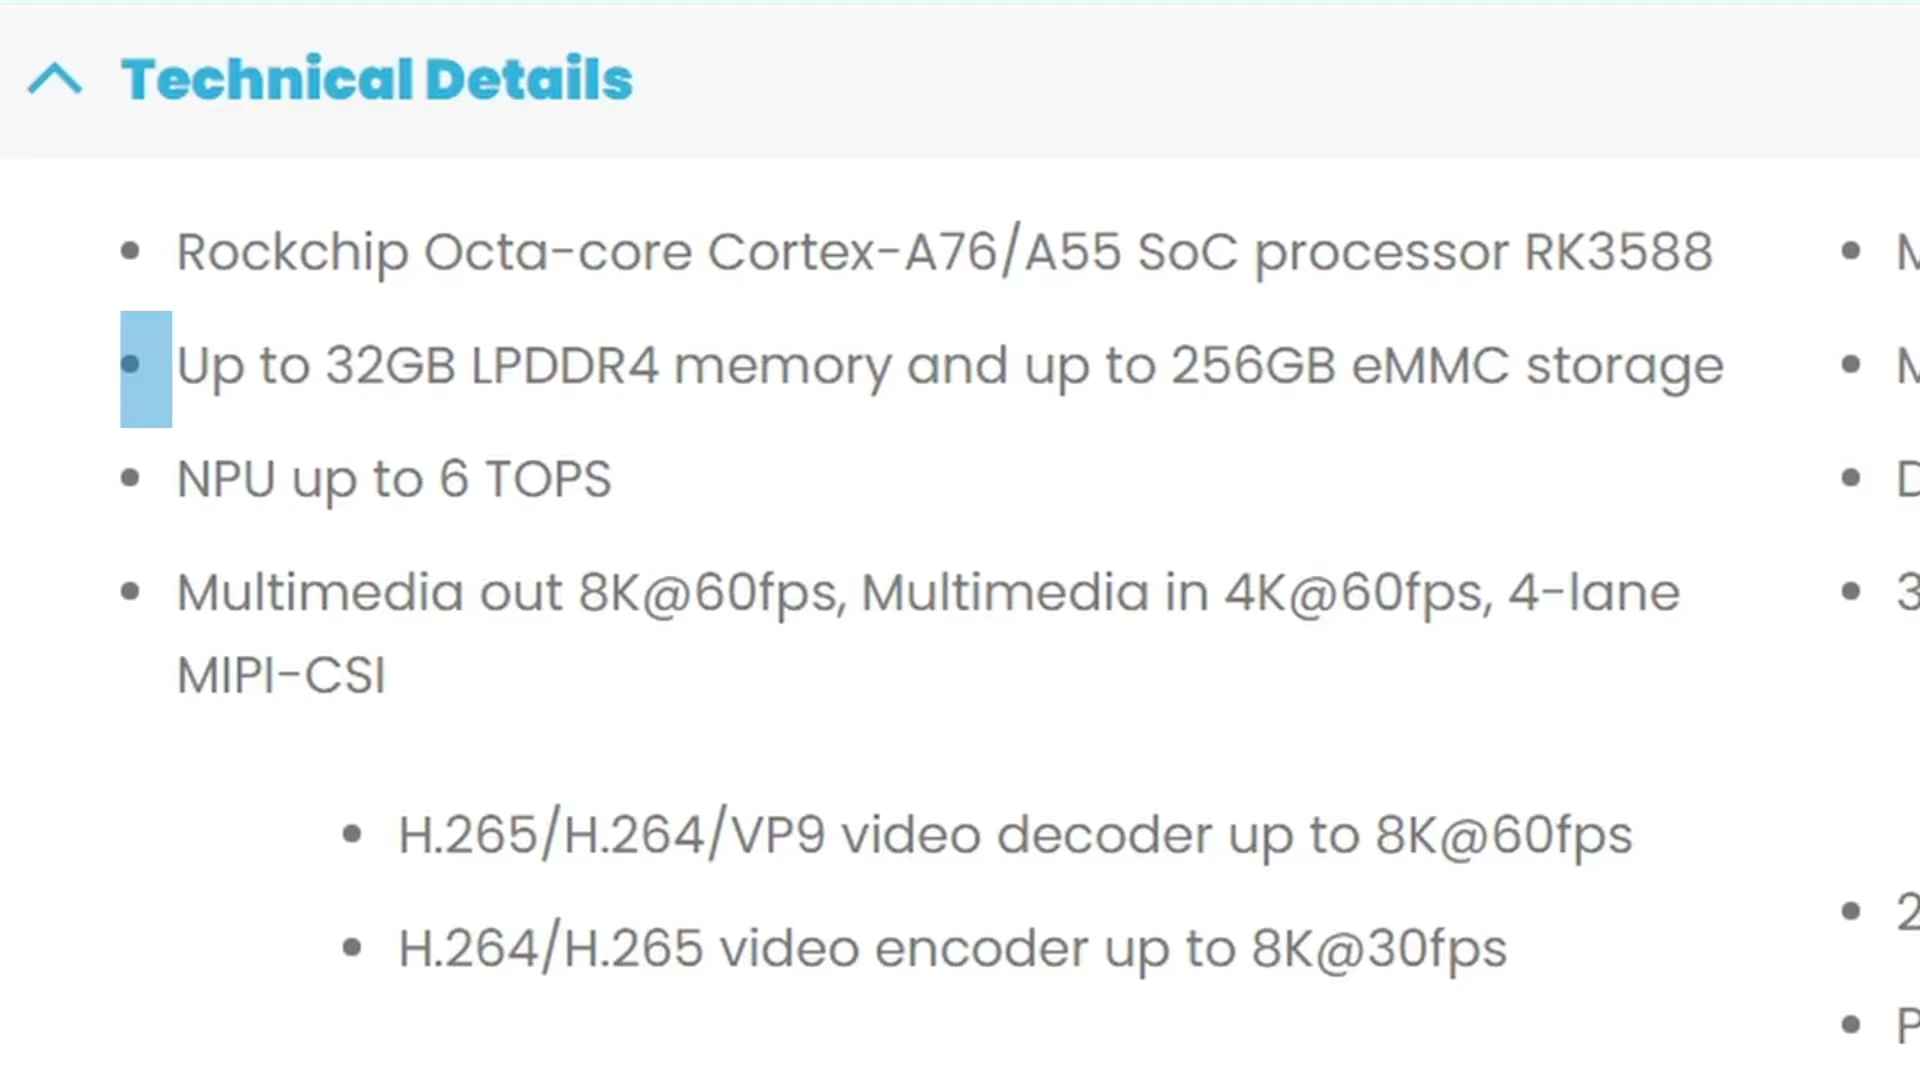 Technical Details
Rockchip Octa-core Cortex-A76/A55 SoC processor RK3588
Up to 32GB LPDDR4 memory and up to 256GB eMMC storage
NPU up to 6 TOPS
Multimedia out 8K@60fps, Multimedia in 4K@60fps, 4-lane
MIPI-CSI
H.265/H.264/VP9 video decoder up to 8K@60fps
H.264/H.265 video encoder up to 8K@30fps